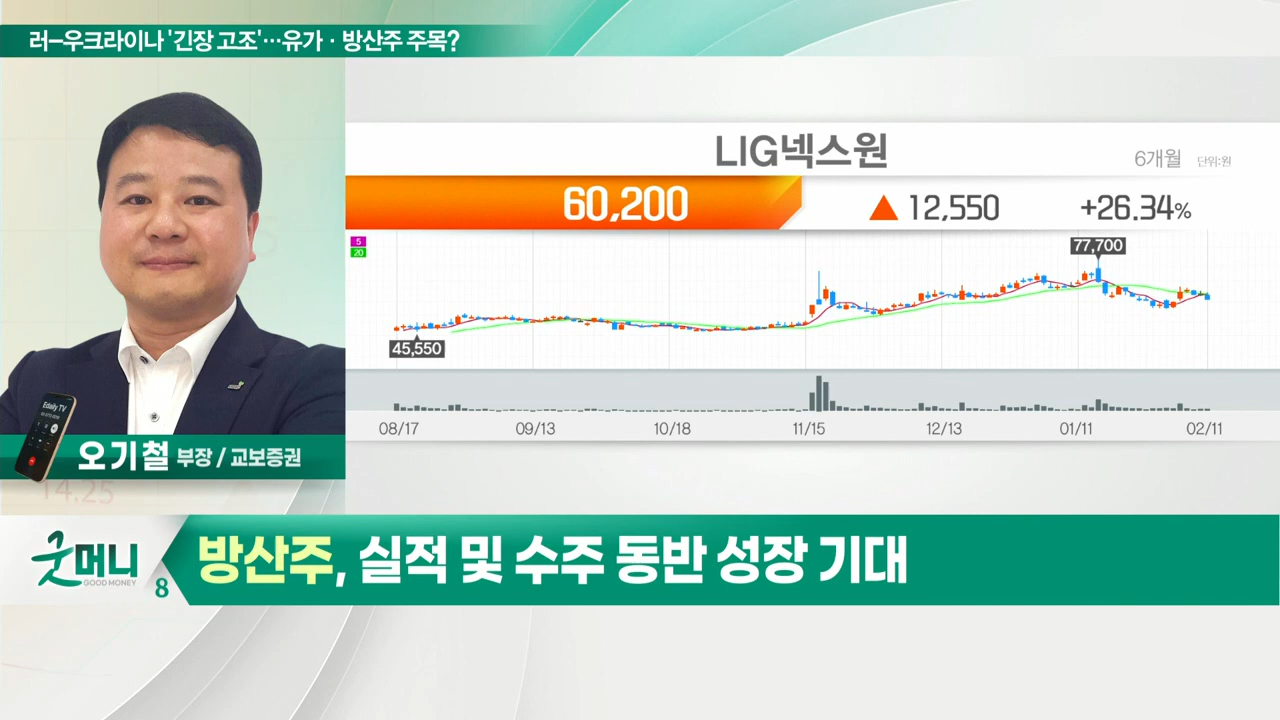 러-우크라이나 '긴장 고조'…유가·방산주 주목?
LIG넥스원
6개월 단위:원
60,200 ▲ 12,550 +26.34%
5
20
77,700
45,550
08/17 09/13 10/18 11/15 12/13 01/11 02/11
Edaily TV
오기철 부장 / 교보증권
14.25
굿머니
GOOD MONEY
8
방산주, 실적 및 수주 동반 성장 기대